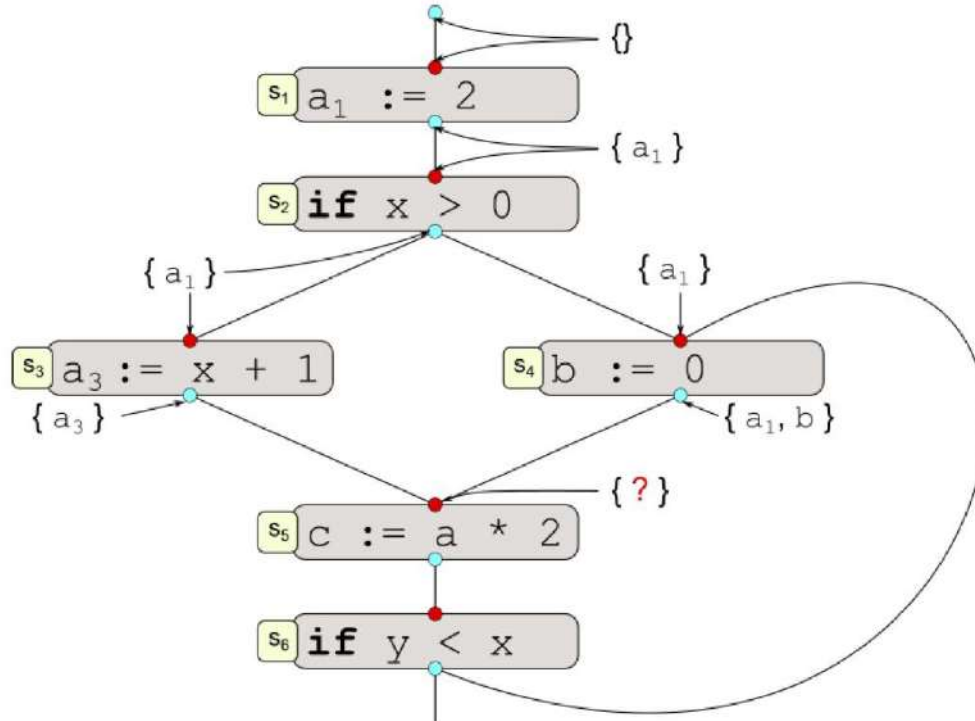 {}
s₁ a₁ := 2
{ a₁ }
s₂ if x > 0
{ a₁ } { a₁ }
s₃ a₃ := x + 1 s₄ b := 0
{ a₃ } { a₁, b }
{ ? }
s₅ c := a * 2
s₆ if y < x